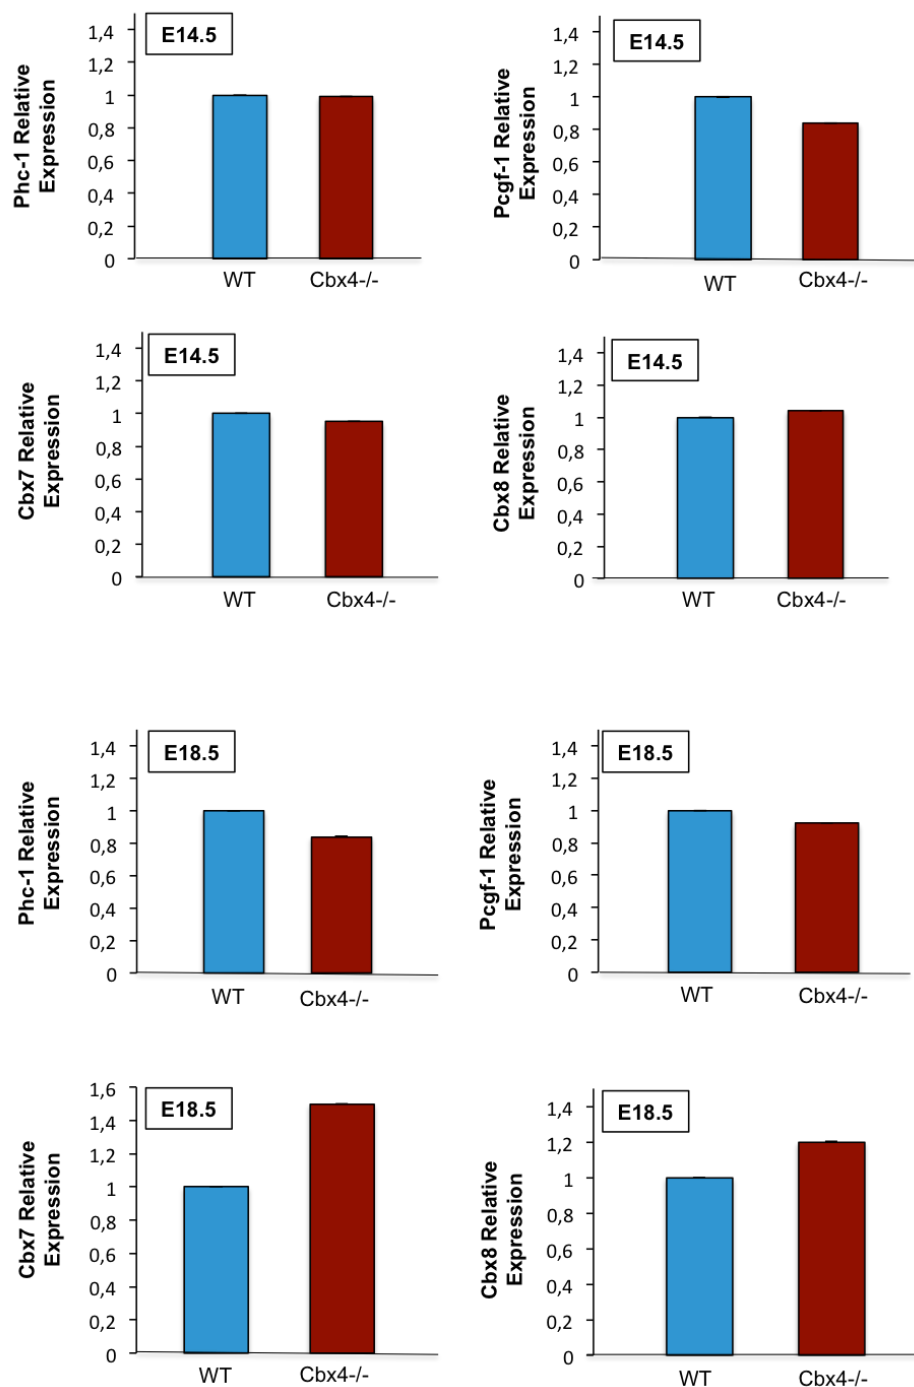 Phc-1 Relative
Expression
E14.5
1,4
1,2
1
0,8
0,6
0,4
0,2
0
WT Cbx4-/-
Pcgf-1 Relative
Expression
E14.5
1,4
1,2
1
0,8
0,6
0,4
0,2
0
WT Cbx4-/-
Cbx7 Relative
Expression
E14.5
1,4
1,2
1
0,8
0,6
0,4
0,2
0
WT Cbx4-/-
Cbx8 Relative
Expression
E14.5
1,4
1,2
1
0,8
0,6
0,4
0,2
0
WT Cbx4-/-
Phc-1 Relative
Expression
E18.5
1,4
1,2
1
0,8
0,6
0,4
0,2
0
WT Cbx4-/-
Pcgf-1 Relative
Expression
E18.5
1,4
1,2
1
0,8
0,6
0,4
0,2
0
WT Cbx4-/-
Cbx7 Relative
Expression
E18.5
1,6
1,4
1,2
1
0,8
0,6
0,4
0,2
0
WT Cbx4-/-
Cbx8 Relative
Expression
E18.5
1,4
1,2
1
0,8
0,6
0,4
0,2
0
WT Cbx4-/-